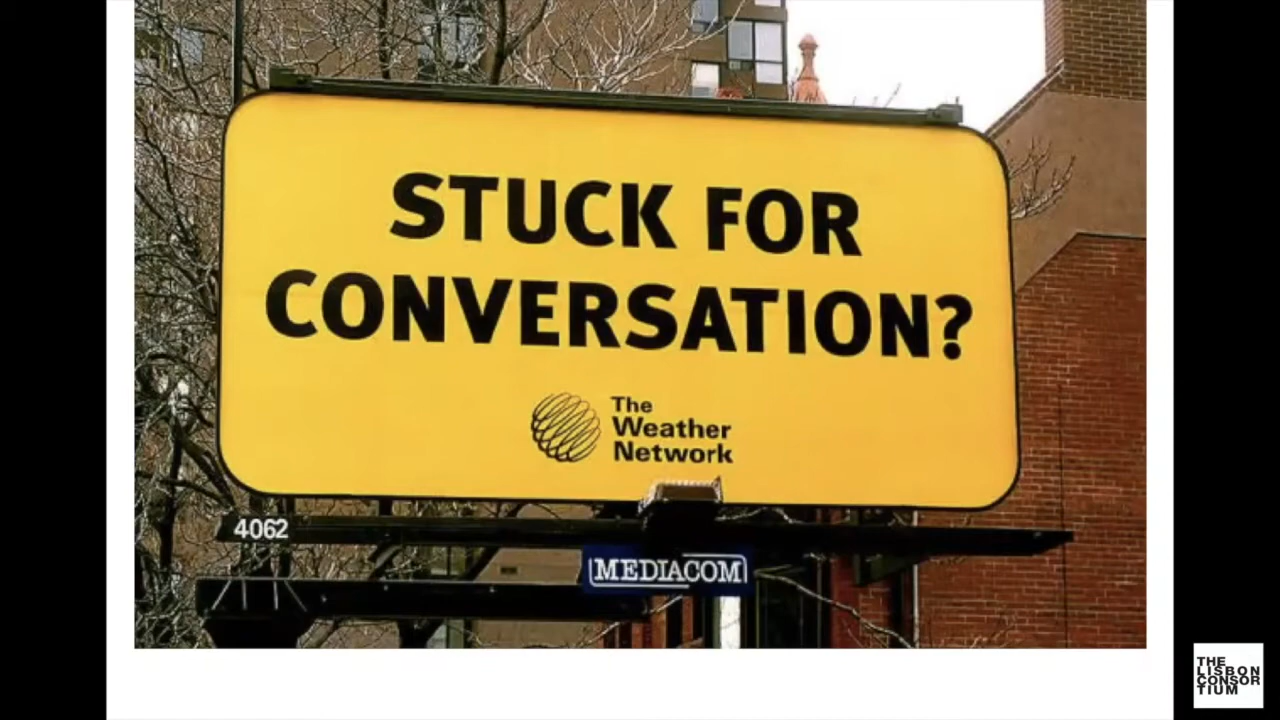 STUCK FOR
CONVERSATION?
The
Weather
Network
4062
MEDIACOM
THE
LISBON
CONSOR
TIUM